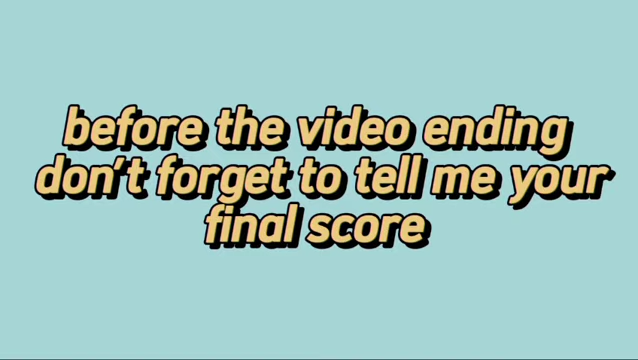 before the video ending
don't forget to tell me your
final score